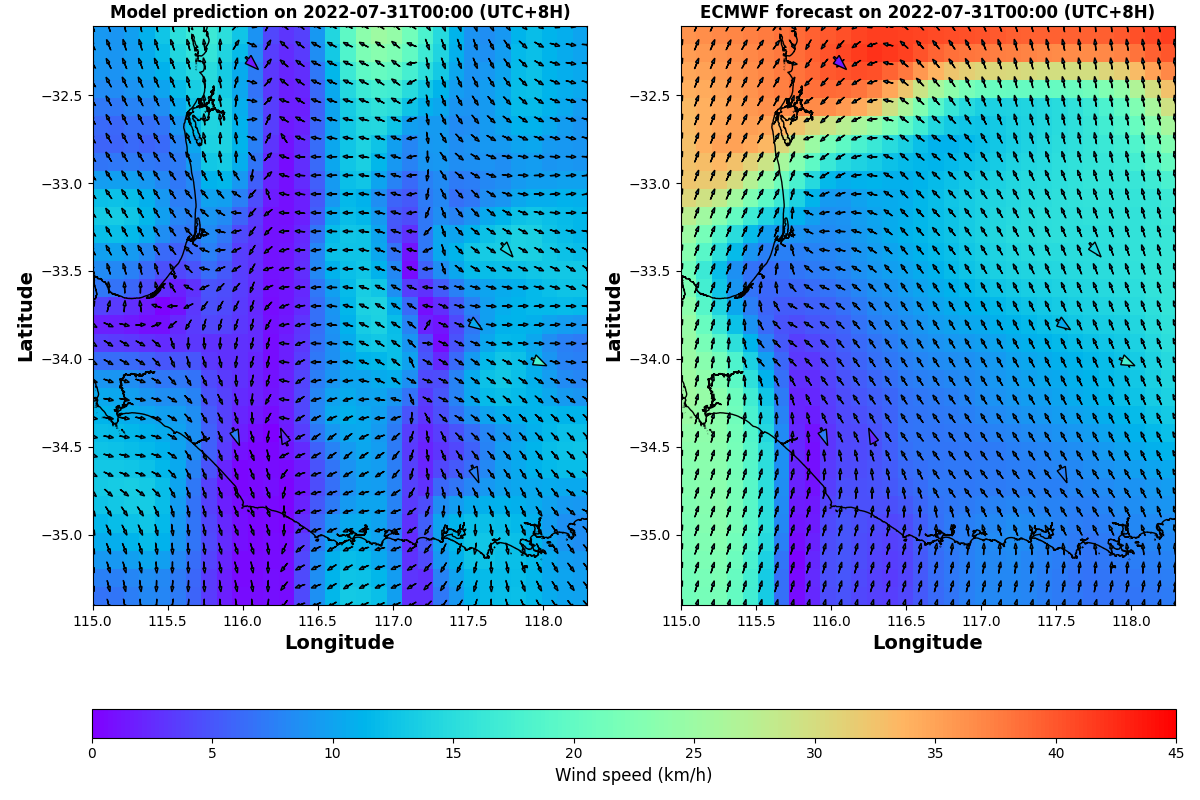 Model prediction on 2022-07-31T00:00 (UTC+8H)
ECMWF forecast on 2022-07-31T00:00 (UTC+8H)
Latitude
−32.5
−33.0
−33.5
−34.0
−34.5
−35.0
115.0 115.5 116.0 116.5 117.0 117.5 118.0
Longitude
Latitude
−32.5
−33.0
−33.5
−34.0
−34.5
−35.0
115.0 115.5 116.0 116.5 117.0 117.5 118.0
Longitude
0 5 10 15 20 25 30 35 40 45
Wind speed (km/h)